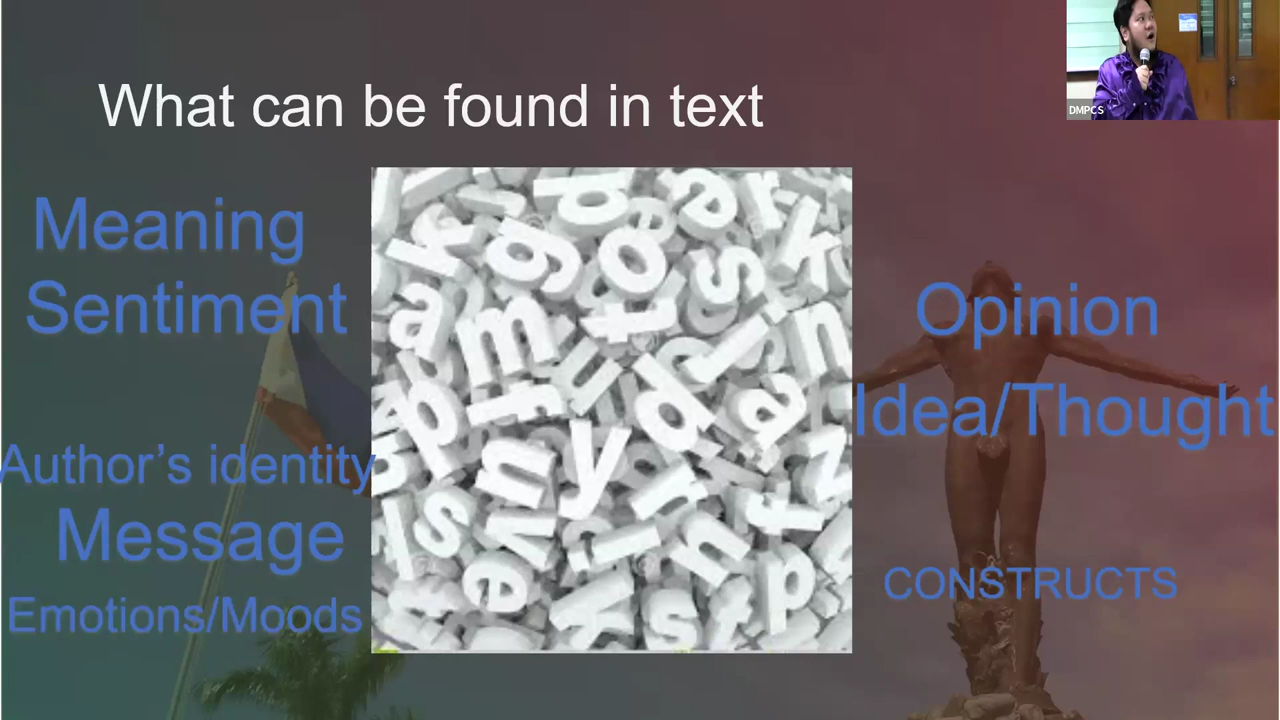 What can be found in text
DMPCS
Meaning
Sentiment
Author’s identity
Message
Emotions/Moods
Opinion
Idea/Thought
CONSTRUCTS